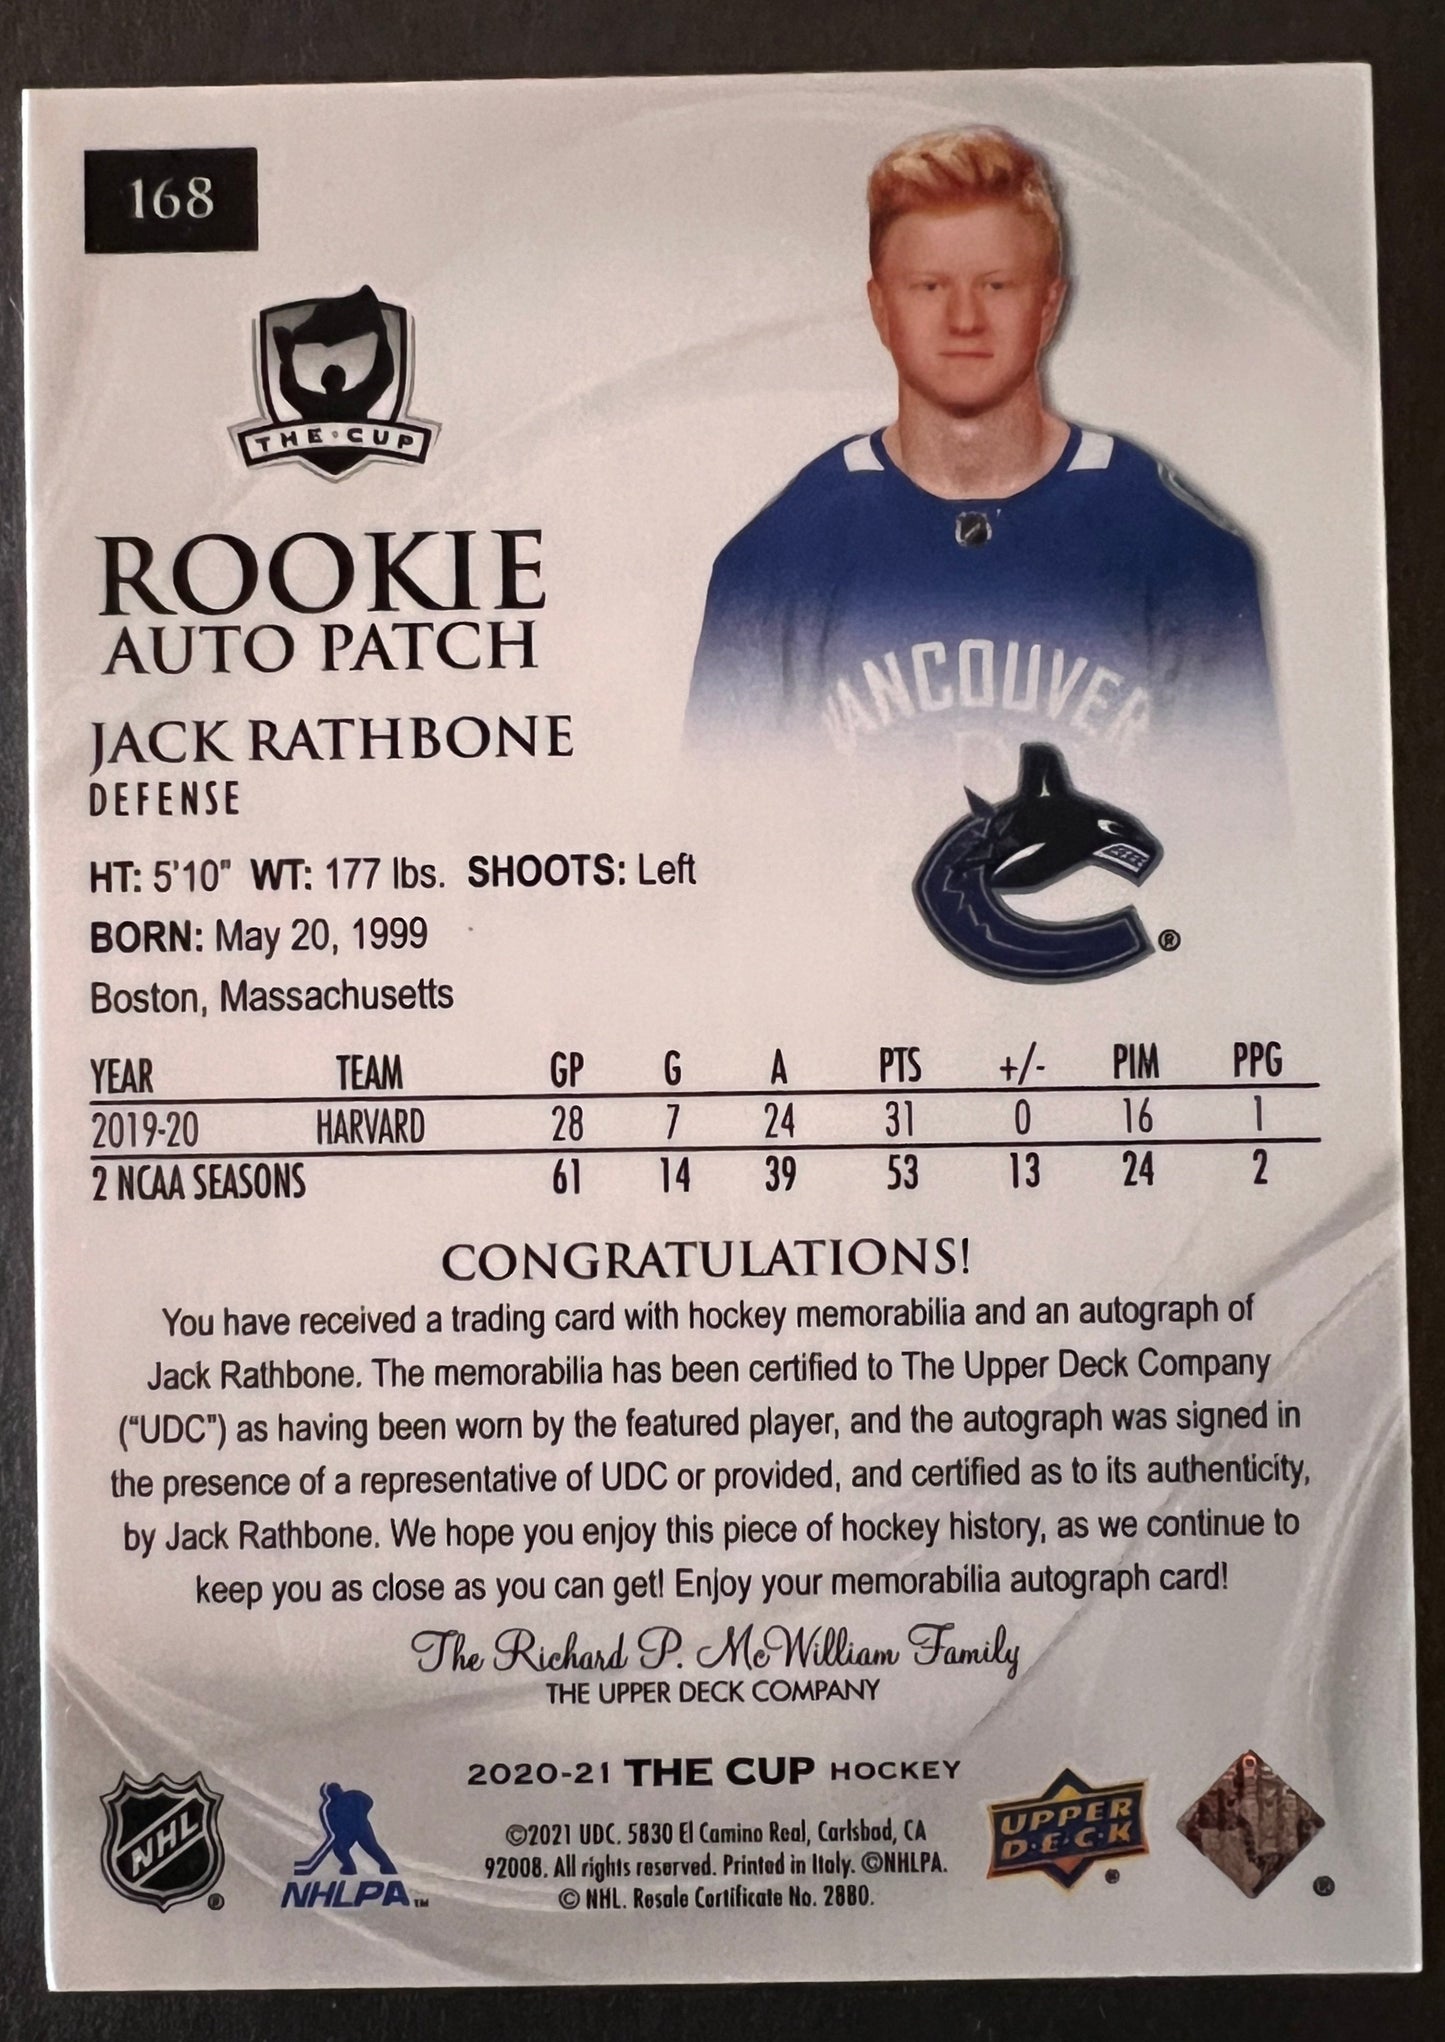 168
THE·CUP
ROOKIE
AUTO PATCH
JACK RATHBONE
DEFENSE
HT: 5'10" WT: 177 lbs. SHOOTS: Left
BORN: May 20, 1999
Boston, Massachusetts
VANCOUVER
®
YEAR TEAM GP G A PTS +/- PIM PPG
2019-20 HARVARD 28 7 24 31 0 16 1
2 NCAA SEASONS 61 14 39 53 13 24 2
CONGRATULATIONS!
You have received a trading card with hockey memorabilia and an autograph of
Jack Rathbone. The memorabilia has been certified to The Upper Deck Company
("UDC") as having been worn by the featured player, and the autograph was signed in
the presence of a representative of UDC or provided, and certified as to its authenticity,
by Jack Rathbone. We hope you enjoy this piece of hockey history, as we continue to
keep you as close as you can get! Enjoy your memorabilia autograph card!
The Richard P. McWilliam Family
THE UPPER DECK COMPANY
2020-21 THE CUP HOCKEY
©2021 UDC. 5830 El Camino Real, Carlsbad, CA
92008. All rights reserved. Printed in Italy. ©NHLPA.
© NHL. Resale Certificate No. 2880.
NHL ®
NHLPA™
UPPER
D·E·C·K ®
®